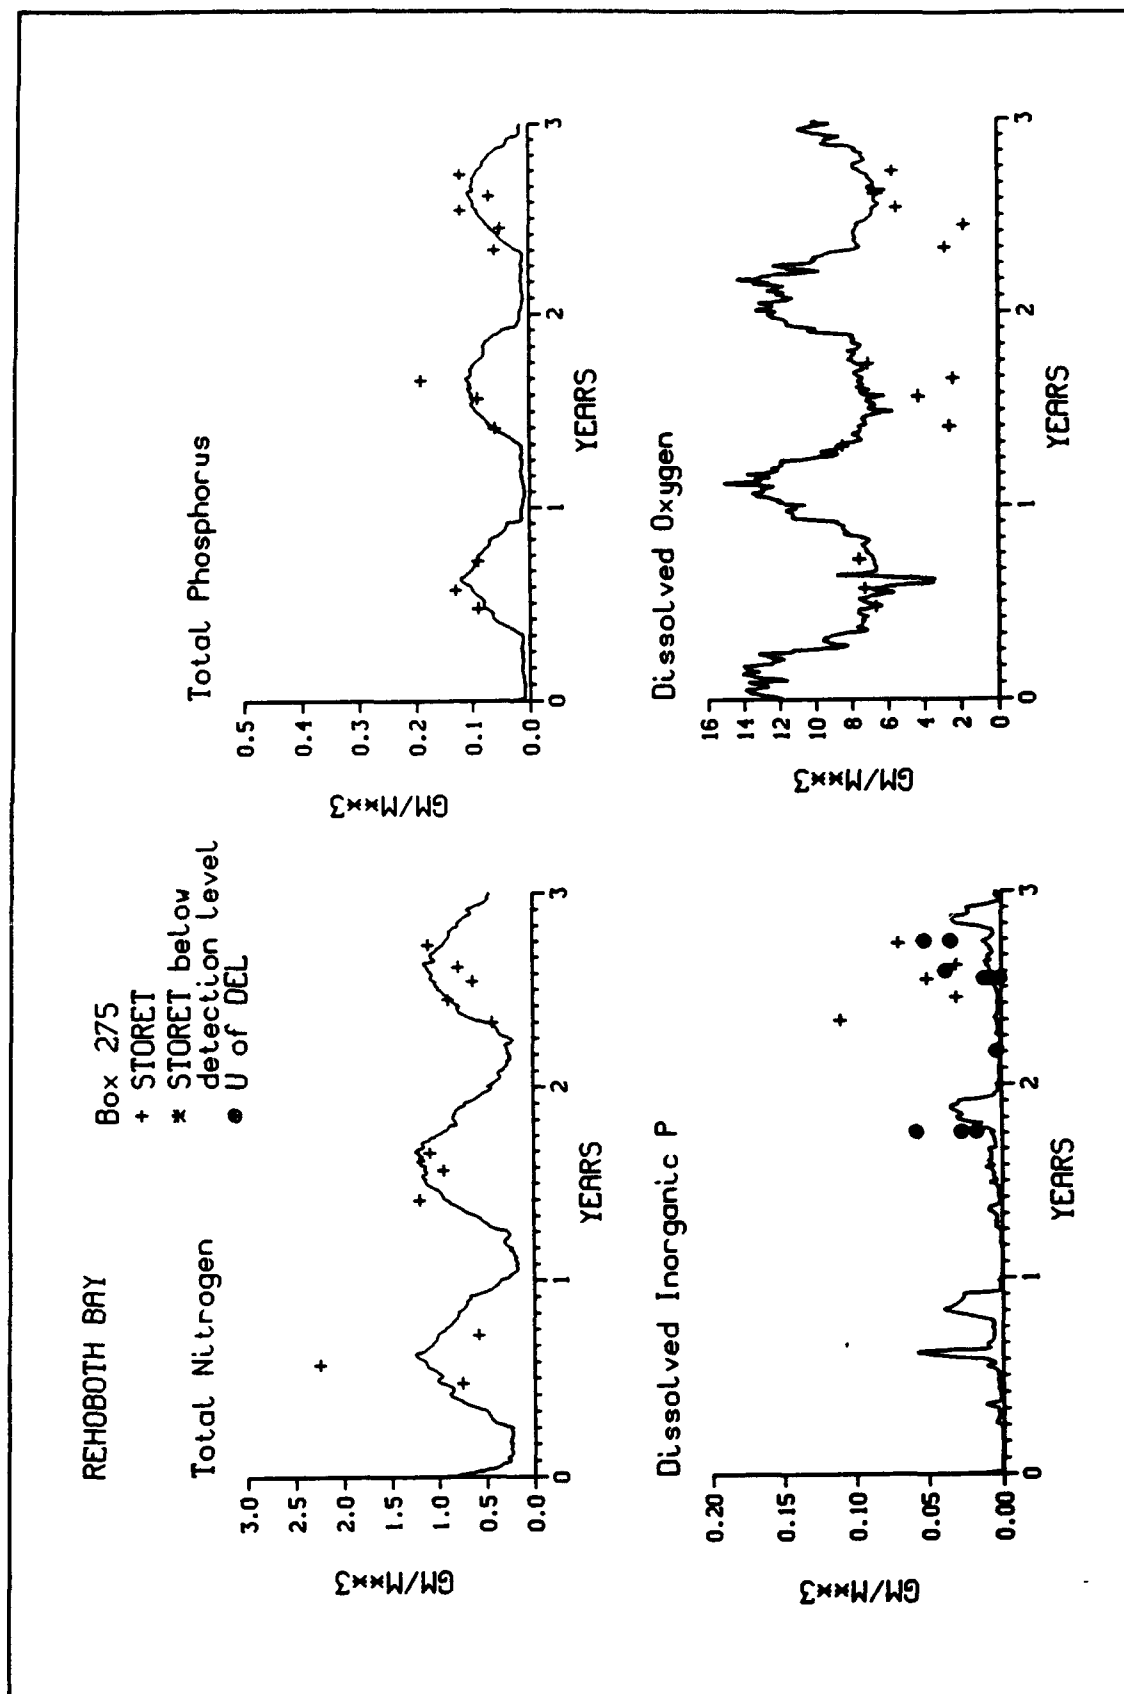 REHOBOTH BAY
Box 275
+ STORET
* STORET below
detection level
● U of DEL
Total Nitrogen
GM/M**3
3.0
2.5
2.0
1.5
1.0
0.5
0.0
0 1 2 3
YEARS
Total Phosphorus
GM/M**3
0.5
0.4
0.3
0.2
0.1
0.0
0 1 2 3
YEARS
Dissolved Inorganic P
GM/M**3
0.20
0.15
0.10
0.05
0.00
0 1 2 3
YEARS
Dissolved Oxygen
GM/M**3
16
14
12
10
8
6
4
2
0
0 1 2 3
YEARS